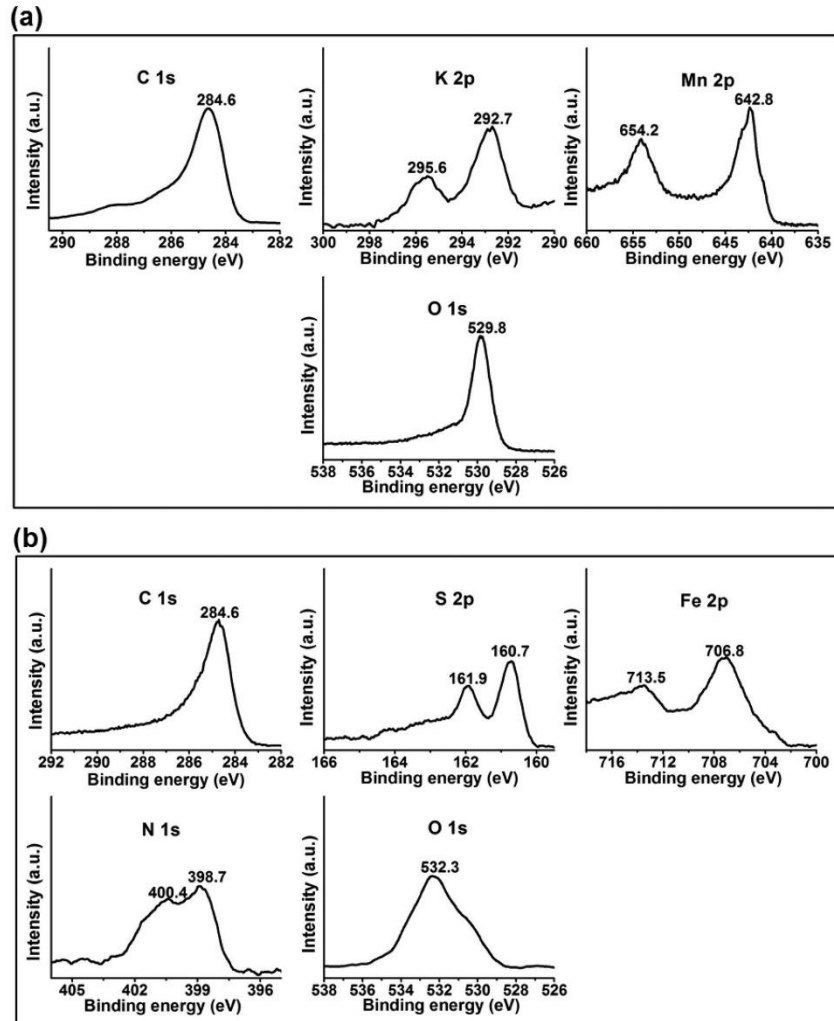 (a)
C 1s
284.6
Intensity (a.u.)
290 288 286 284 282
Binding energy (eV)
K 2p
295.6
292.7
Intensity (a.u.)
300 298 296 294 292 290
Binding energy (eV)
Mn 2p
654.2
642.8
Intensity (a.u.)
660 655 650 645 640 635
Binding energy (eV)
O 1s
529.8
Intensity (a.u.)
538 536 534 532 530 528 526
Binding energy (eV)
(b)
C 1s
284.6
Intensity (a.u.)
292 290 288 286 284 282
Binding energy (eV)
S 2p
161.9
160.7
Intensity (a.u.)
166 164 162 160
Binding energy (eV)
Fe 2p
713.5
706.8
Intensity (a.u.)
716 712 708 704 700
Binding energy (eV)
N 1s
400.4
398.7
Intensity (a.u.)
405 402 399 396
Binding energy (eV)
O 1s
532.3
Intensity (a.u.)
538 536 534 532 530 528 526
Binding energy (eV)